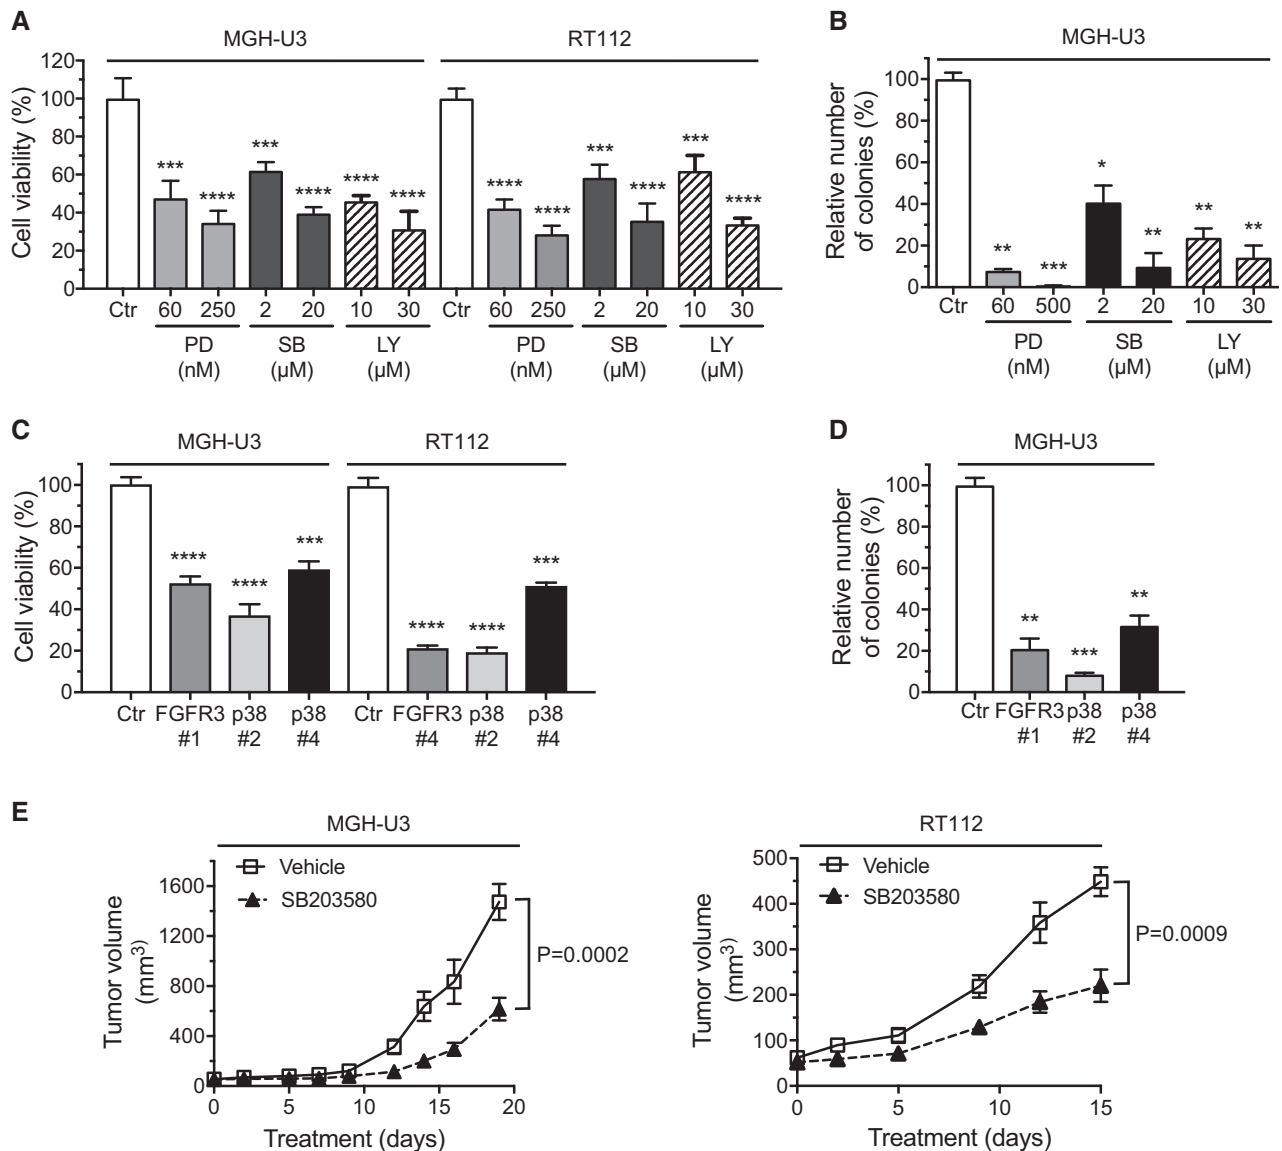 A
MGH-U3
RT112
Cell viability (%)
120
100
80
60
40
20
0
***
****
***
****
****
****
****
****
***
****
***
****
Ctr
60
250
2
20
10
30
Ctr
60
250
2
20
10
30
PD
(nM)
SB
(µM)
LY
(µM)
PD
(nM)
SB
(µM)
LY
(µM)
B
MGH-U3
Relative number
of colonies (%)
100
80
60
40
20
0
**
***
*
**
**
**
Ctr
60
500
2
20
10
30
PD
(nM)
SB
(µM)
LY
(µM)
C
MGH-U3
RT112
Cell viability (%)
100
80
60
40
20
0
****
****
***
****
****
***
Ctr
FGFR3
#1
p38
#2
p38
#4
Ctr
FGFR3
#4
p38
#2
p38
#4
D
MGH-U3
Relative number
of colonies (%)
100
80
60
40
20
0
**
***
**
Ctr
FGFR3
#1
p38
#2
p38
#4
E
MGH-U3
Vehicle
SB203580
Tumor volume
(mm3)
1600
1200
800
400
0
P=0.0002
0
5
10
15
20
Treatment (days)
RT112
Vehicle
SB203580
Tumor volume
(mm3)
500
400
300
200
100
0
P=0.0009
0
5
10
15
Treatment (days)